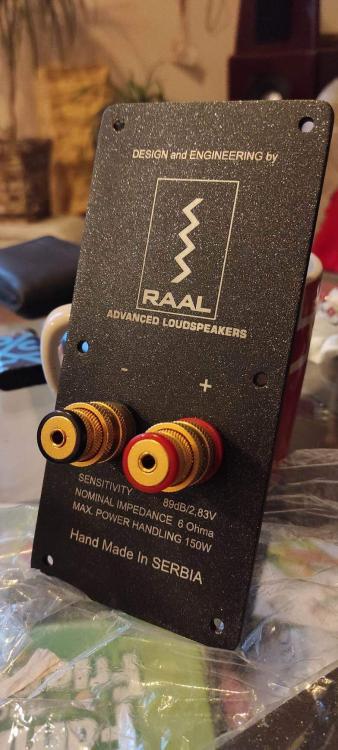 DESIGN and ENGINEERING by
RAAL
ADVANCED LOUDSPEAKERS
- +
SENSITIVITY 89dB/2,83V
NOMINAL IMPEDANCE 6 Ohma
MAX. POWER HANDLING 150W
Hand Made In SERBIA